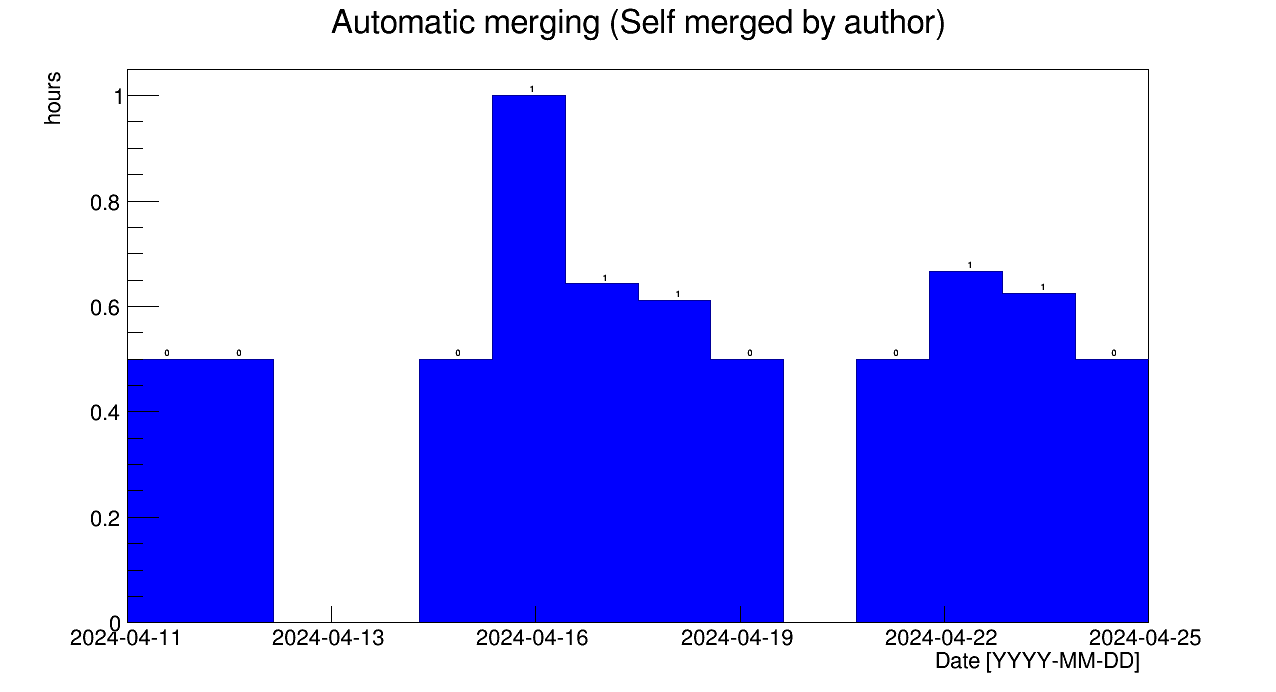 Automatic merging (Self merged by author)
hours
1
0.8
0.6
0.4
0.2
0
0 0 0 1 1 1 0 0 1 1 0
2024-04-11 2024-04-13 2024-04-16 2024-04-19 2024-04-22 2024-04-25
Date [YYYY-MM-DD]